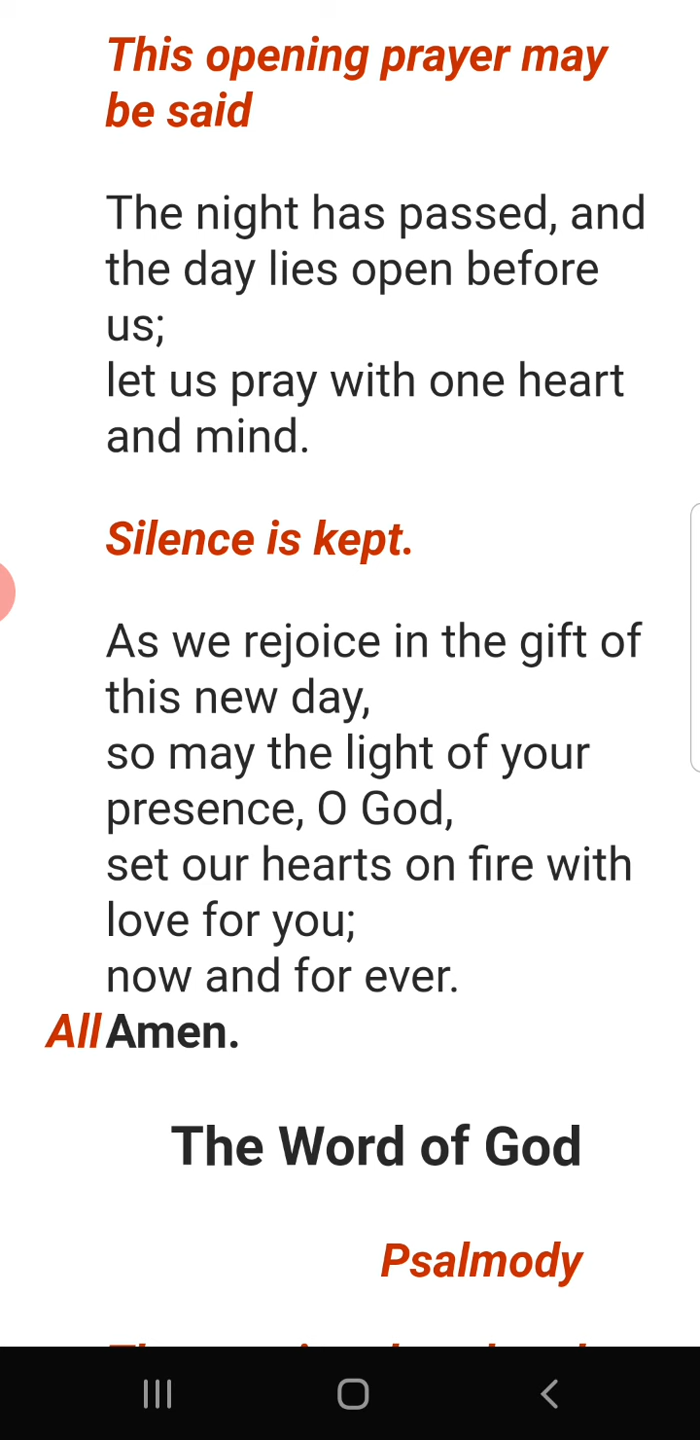 This opening prayer may
be said
The night has passed, and
the day lies open before
us;
let us pray with one heart
and mind.
Silence is kept.
As we rejoice in the gift of
this new day,
so may the light of your
presence, O God,
set our hearts on fire with
love for you;
now and for ever.
All Amen.
The Word of God
Psalmody